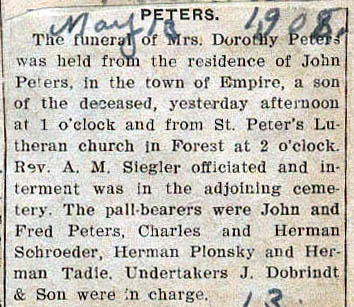 PETERS.
May 13 1908.
The funeral of Mrs. Dorothy Peters
was held from the residence of John
Peters, in the town of Empire, a son
of the deceased, yesterday afternoon
at 1 o'clock and from St. Peter's Lu-
theran church in Forest at 2 o'clock.
Rev. A. M. Siegler officiated and in-
terment was in the adjoining ceme-
tery. The pall-bearers were John and
Fred Peters, Charles and Herman
Schroeder, Herman Plonsky and Her-
man Tadie. Undertakers J. Dobrindt
& Son were in charge.
13